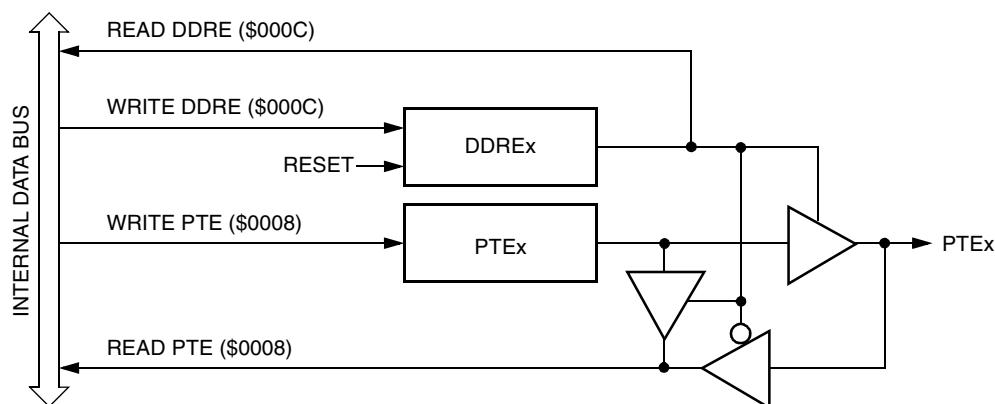 READ DDRE ($000C)
WRITE DDRE ($000C)
DDREx
RESET
INTERNAL DATA BUS
WRITE PTE ($0008)
PTEx
PTEx
READ PTE ($0008)